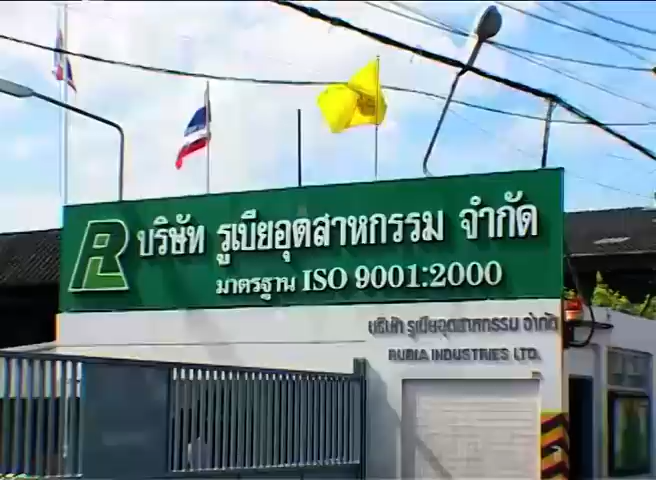 บริษัท รูเบียอุตสาหกรรม จำกัด
มาตรฐาน ISO 9001:2000
บริษัท รูเบียอุตสาหกรรม จำกัด
RUBIA INDUSTRIES LTD.